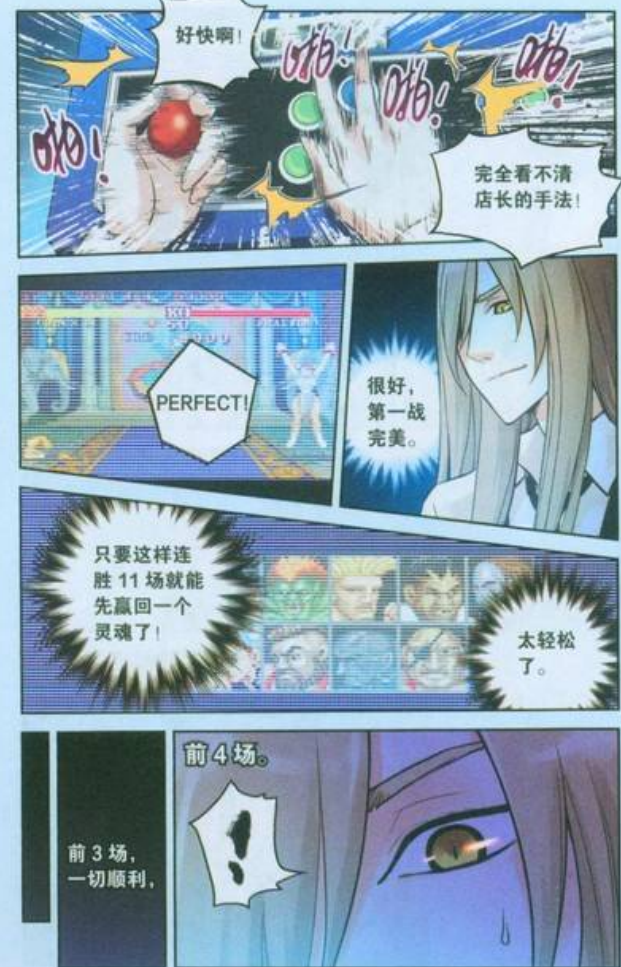 好快啊！
啪！
啪！
啪！
啪！
完全看不清
店长的手法！
KO
PERFECT!
很好，
第一战
完美。
只要这样连
胜 11 场就能
先赢回一个
灵魂了！
太轻松
了。
前 3 场，
一切顺利，
前 4 场。
！